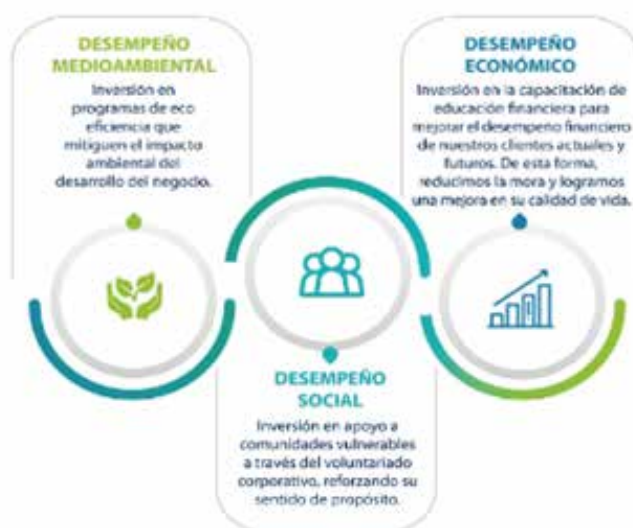 DESEMPEÑO
MEDIOAMBIENTAL
Inversión en
programas de eco
eficiencia que
mitiguen el impacto
ambiental del
desarrollo del negocio.
DESEMPEÑO
SOCIAL
Inversión en apoyo a
comunidades vulnerables
a través del voluntariado
corporativo, reforzando su
sentido de propósito.
DESEMPEÑO
ECONÓMICO
Inversión en la capacitación de
educación financiera para
mejorar el desempeño financiero
de nuestros clientes actuales y
futuros. De esta forma,
reducimos la mora y logramos
una mejora en su calidad de vida.